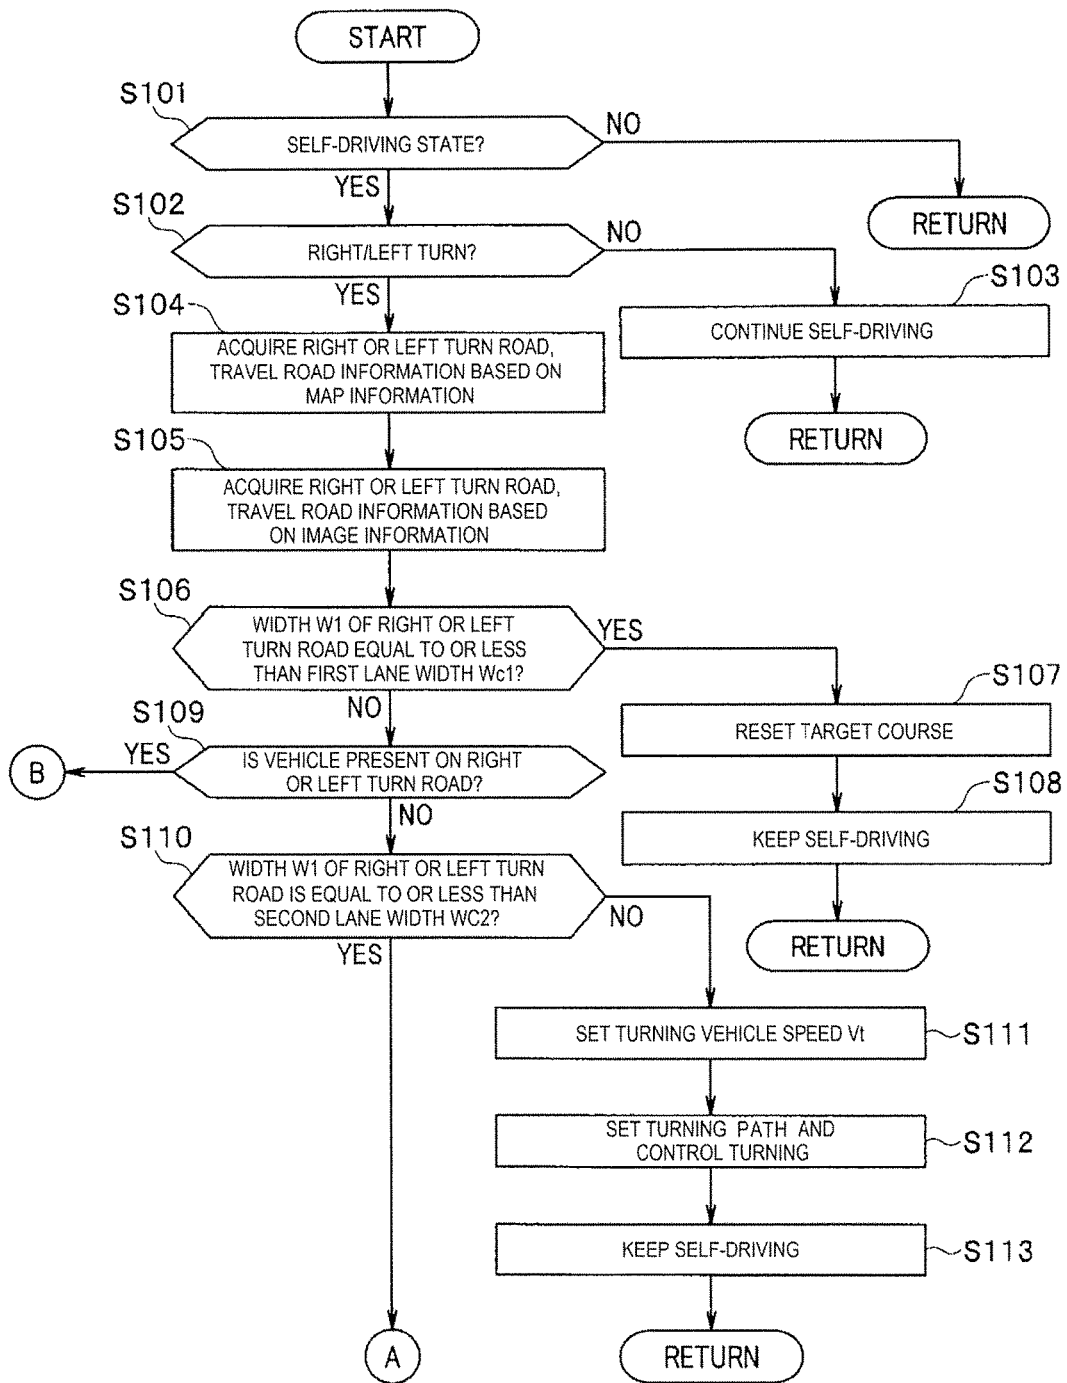 START
S101
SELF-DRIVING STATE?
NO
YES
RETURN
S102
RIGHT/LEFT TURN?
NO
YES
S103
CONTINUE SELF-DRIVING
RETURN
S104
ACQUIRE RIGHT OR LEFT TURN ROAD,
TRAVEL ROAD INFORMATION BASED ON
MAP INFORMATION
S105
ACQUIRE RIGHT OR LEFT TURN ROAD,
TRAVEL ROAD INFORMATION BASED
ON IMAGE INFORMATION
S106
WIDTH W1 OF RIGHT OR LEFT
TURN ROAD EQUAL TO OR LESS
THAN FIRST LANE WIDTH Wc1?
YES
NO
S107
RESET TARGET COURSE
S108
KEEP SELF-DRIVING
RETURN
S109
YES
B
IS VEHICLE PRESENT ON RIGHT
OR LEFT TURN ROAD?
NO
S110
WIDTH W1 OF RIGHT OR LEFT TURN
ROAD IS EQUAL TO OR LESS THAN
SECOND LANE WIDTH WC2?
NO
YES
SET TURNING VEHICLE SPEED Vt
S111
SET TURNING PATH AND
CONTROL TURNING
S112
KEEP SELF-DRIVING
S113
A
RETURN